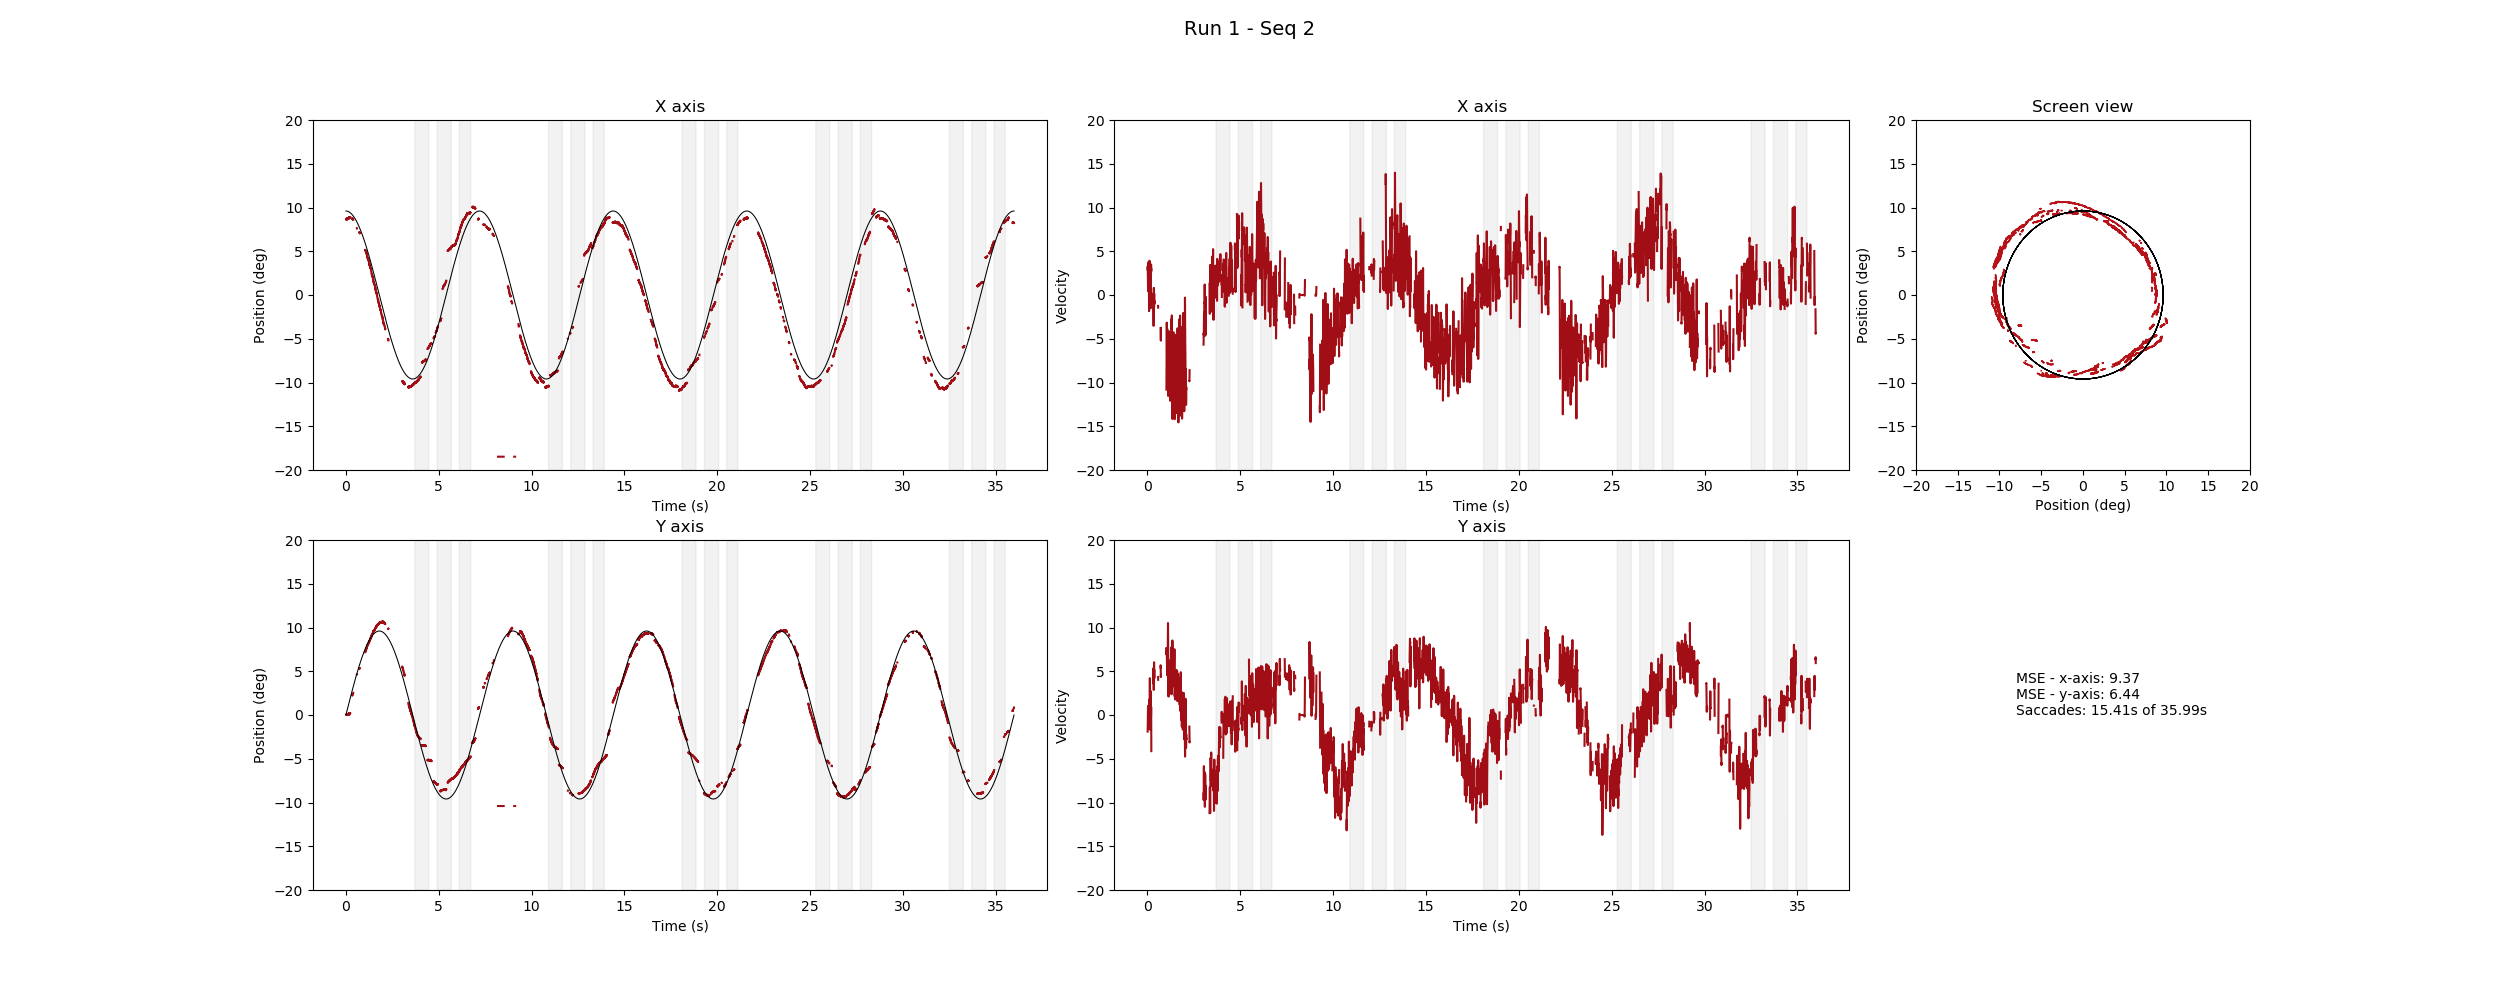 Run 1 - Seq 2
X axis
20
15
10
5
0
−5
−10
−15
−20
Position (deg)
0 5 10 15 20 25 30 35
Time (s)
X axis
20
15
10
5
0
−5
−10
−15
−20
Velocity
0 5 10 15 20 25 30 35
Time (s)
Screen view
20
15
10
5
0
−5
−10
−15
−20
Position (deg)
−20 −15 −10 −5 0 5 10 15 20
Position (deg)
Y axis
20
15
10
5
0
−5
−10
−15
−20
Position (deg)
0 5 10 15 20 25 30 35
Time (s)
Y axis
20
15
10
5
0
−5
−10
−15
−20
Velocity
0 5 10 15 20 25 30 35
Time (s)
MSE - x-axis: 9.37
MSE - y-axis: 6.44
Saccades: 15.41s of 35.99s